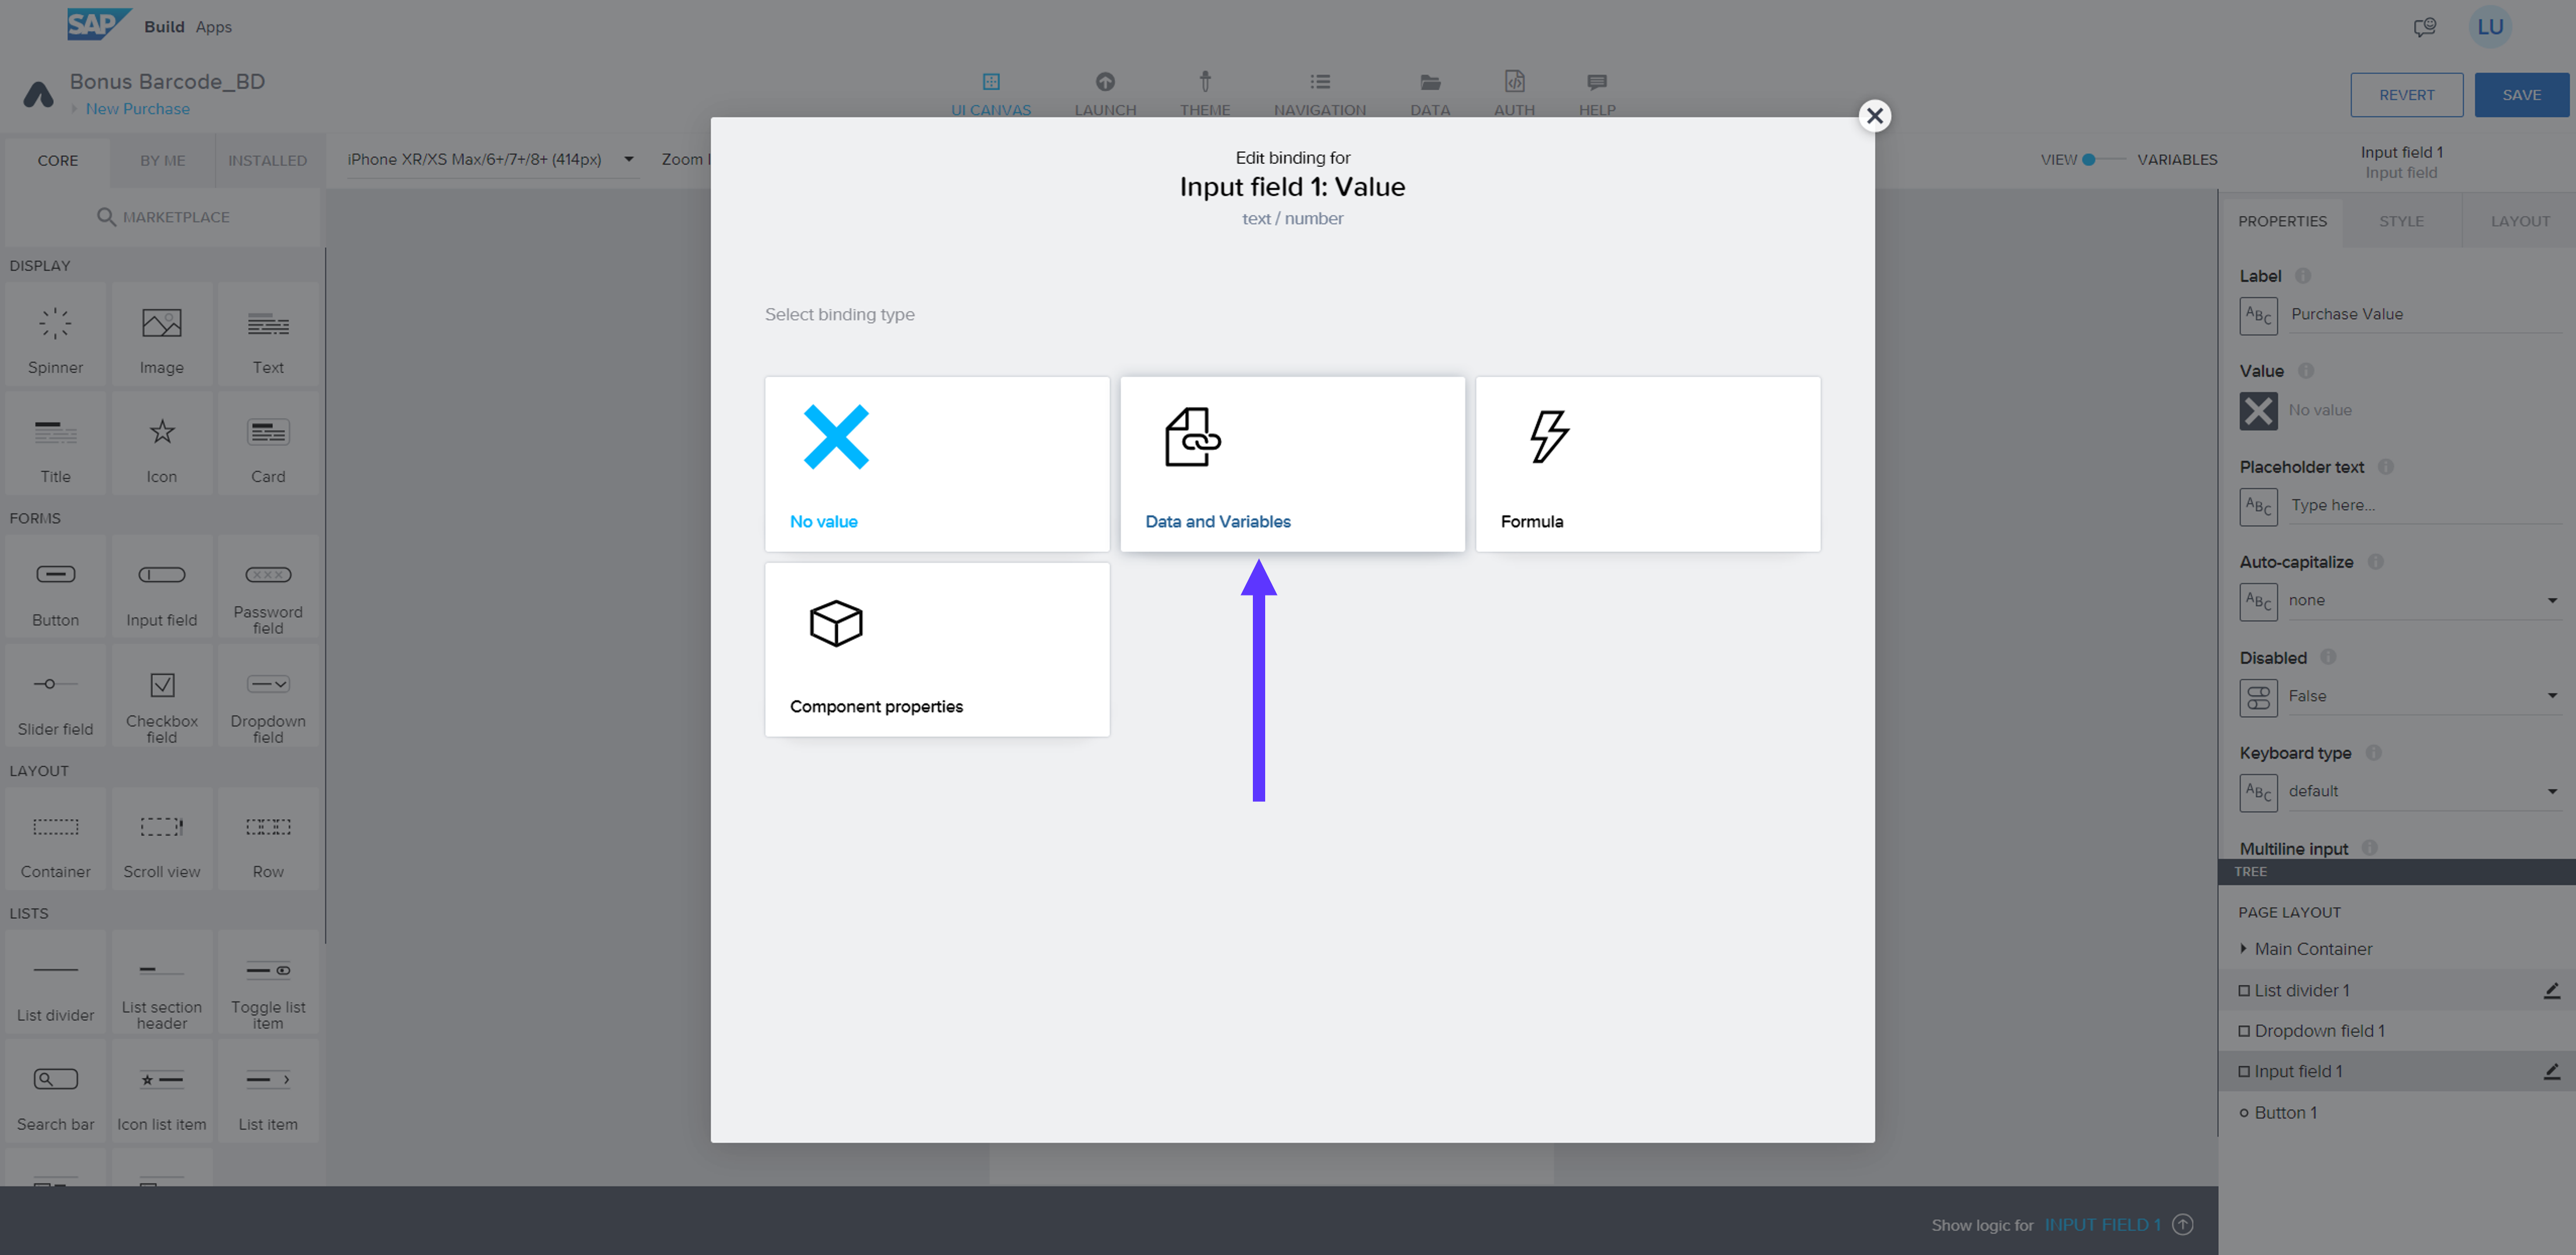 SAP Build Apps
LU
Bonus Barcode_BD
New Purchase
UI CANVAS LAUNCH THEME NAVIGATION DATA AUTH HELP
REVERT SAVE
CORE BY ME INSTALLED
iPhone XR/XS Max/6+/7+/8+ (414px) Zoom
VIEW VARIABLES
Input field 1
Input field
MARKETPLACE
DISPLAY
Spinner Image Text
Title Icon Card
FORMS
Button Input field Password field
Slider field Checkbox field Dropdown field
LAYOUT
Container Scroll view Row
LISTS
List divider List section header Toggle list item
Search bar Icon list item List item
Edit binding for
Input field 1: Value
text / number
Select binding type
No value
Data and Variables
Formula
Component properties
PROPERTIES STYLE LAYOUT
Label
ABC Purchase Value
Value
No value
Placeholder text
ABC Type here...
Auto-capitalize
ABC none
Disabled
False
Keyboard type
ABC default
Multiline input
TREE
PAGE LAYOUT
Main Container
List divider 1
Dropdown field 1
Input field 1
Button 1
Show logic for INPUT FIELD 1